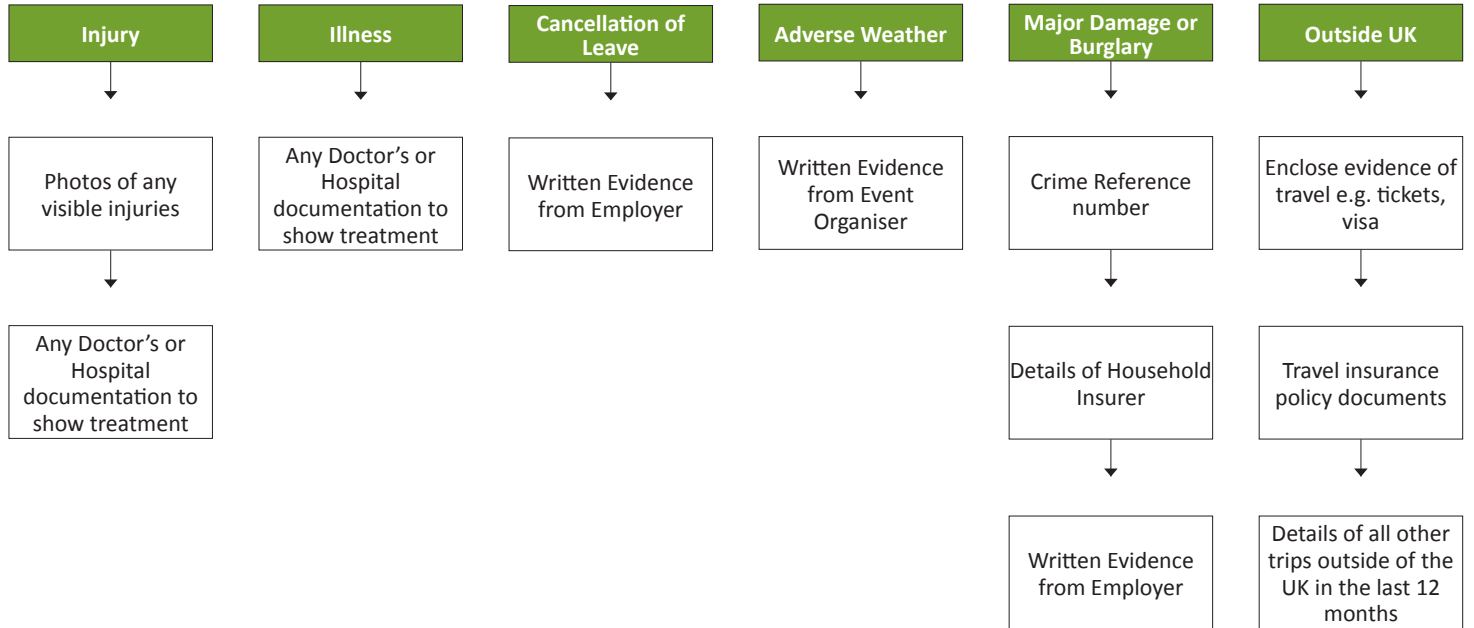 Injury
Photos of any
visible injuries
Any Doctor’s or
Hospital
documentation to
show treatment
Illness
Any Doctor’s or
Hospital
documentation to
show treatment
Cancellation of
Leave
Written Evidence
from Employer
Adverse Weather
Written Evidence
from Event
Organiser
Major Damage or
Burglary
Crime Reference
number
Details of Household
Insurer
Written Evidence
from Employer
Outside UK
Enclose evidence of
travel e.g. tickets,
visa
Travel insurance
policy documents
Details of all other
trips outside of the
UK in the last 12
months